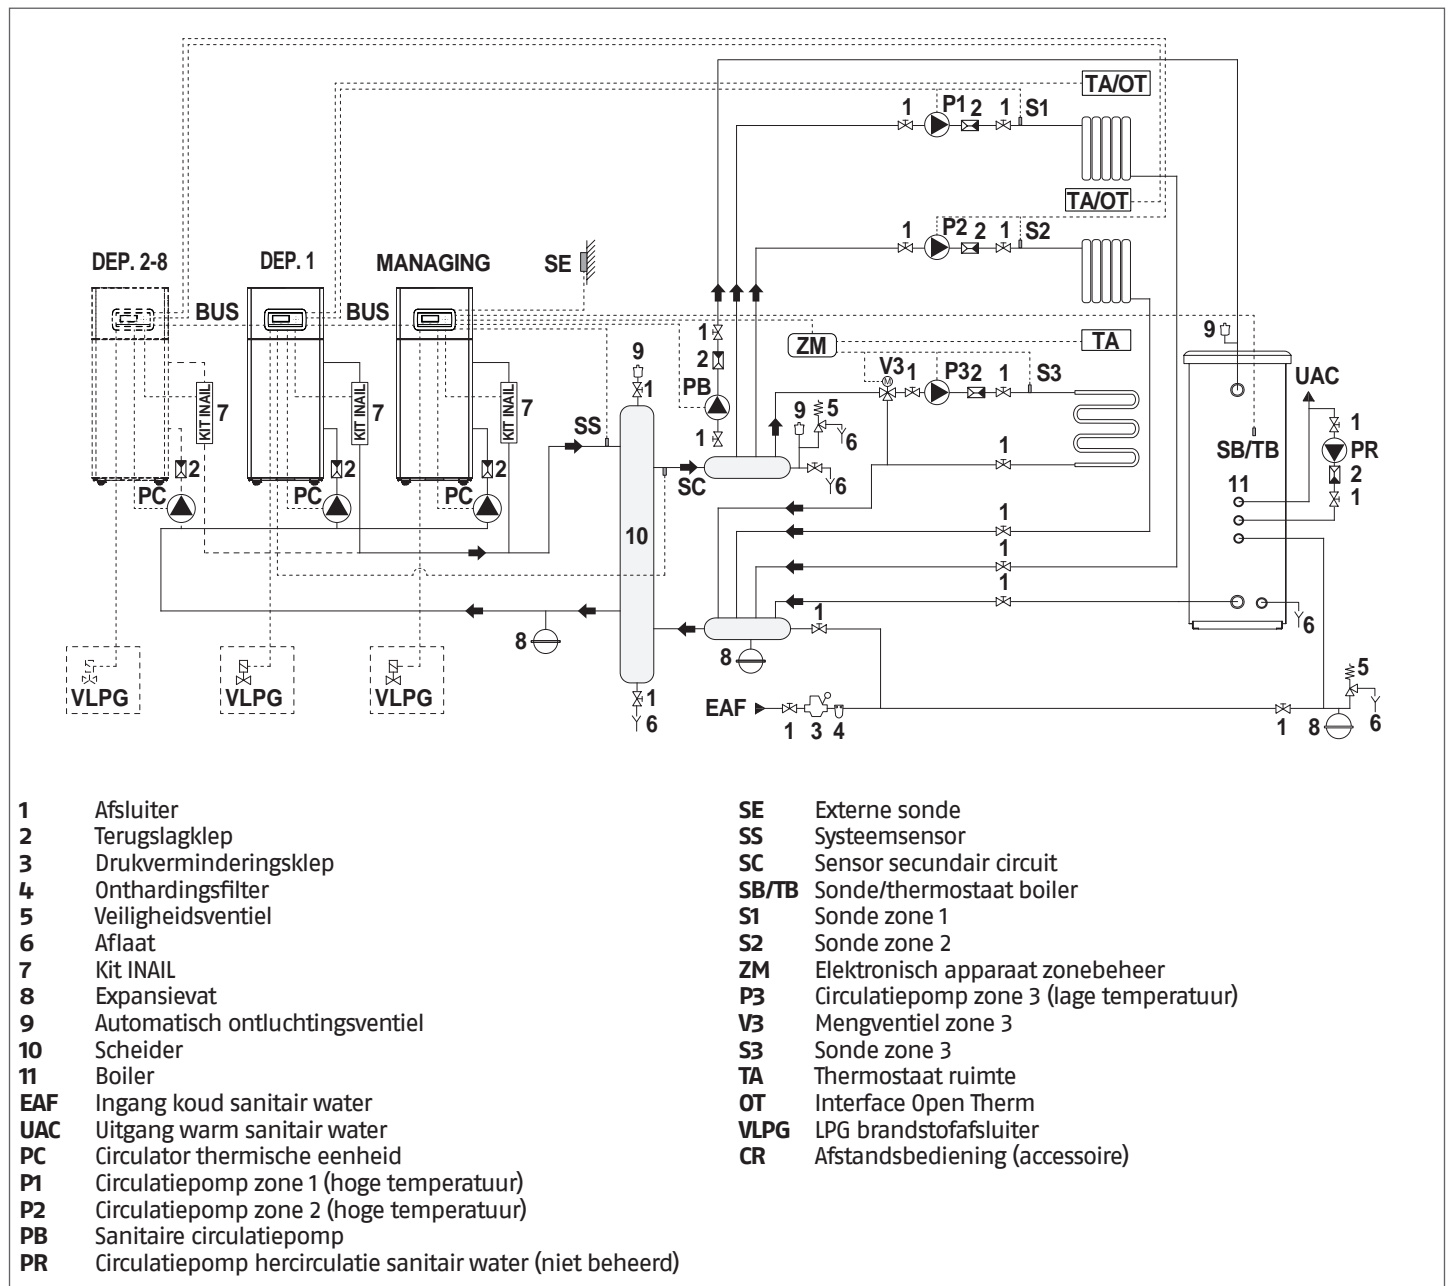 TA/OT
1 P1 2 1 S1
TA/OT
1 P2 2 1 S2
DEP. 2-8 DEP. 1 MANAGING SE
BUS BUS
1
ZM TA
9
9 2 V3 1 P3 2 1 S3
UAC
1 PB
KIT INAIL 7 KIT INAIL 7 KIT INAIL 7
SS 9 5 1
1 6 1 SB/TB PR
2 2 2 SC 6 11 2
PC PC PC 1
10 1
1
1
1
8 8 6
VLPG VLPG VLPG 5
1 EAF
6 1 3 4 1 8 6
1 Afsluiter
2 Terugslagklep
3 Drukverminderingsklep
4 Onthardingsfilter
5 Veiligheidsventiel
6 Aflaat
7 Kit INAIL
8 Expansievat
9 Automatisch ontluchtingsventiel
10 Scheider
11 Boiler
EAF Ingang koud sanitair water
UAC Uitgang warm sanitair water
PC Circulator thermische eenheid
P1 Circulatiepomp zone 1 (hoge temperatuur)
P2 Circulatiepomp zone 2 (hoge temperatuur)
PB Sanitaire circulatiepomp
PR Circulatiepomp hercirculatie sanitair water (niet beheerd)
SE Externe sonde
SS Systeemsensor
SC Sensor secundair circuit
SB/TB Sonde/thermostaat boiler
S1 Sonde zone 1
S2 Sonde zone 2
ZM Elektronisch apparaat zonebeheer
P3 Circulatiepomp zone 3 (lage temperatuur)
V3 Mengventiel zone 3
S3 Sonde zone 3
TA Thermostaat ruimte
OT Interface Open Therm
VLPG LPG brandstofafsluiter
CR Afstandsbediening (accessoire)